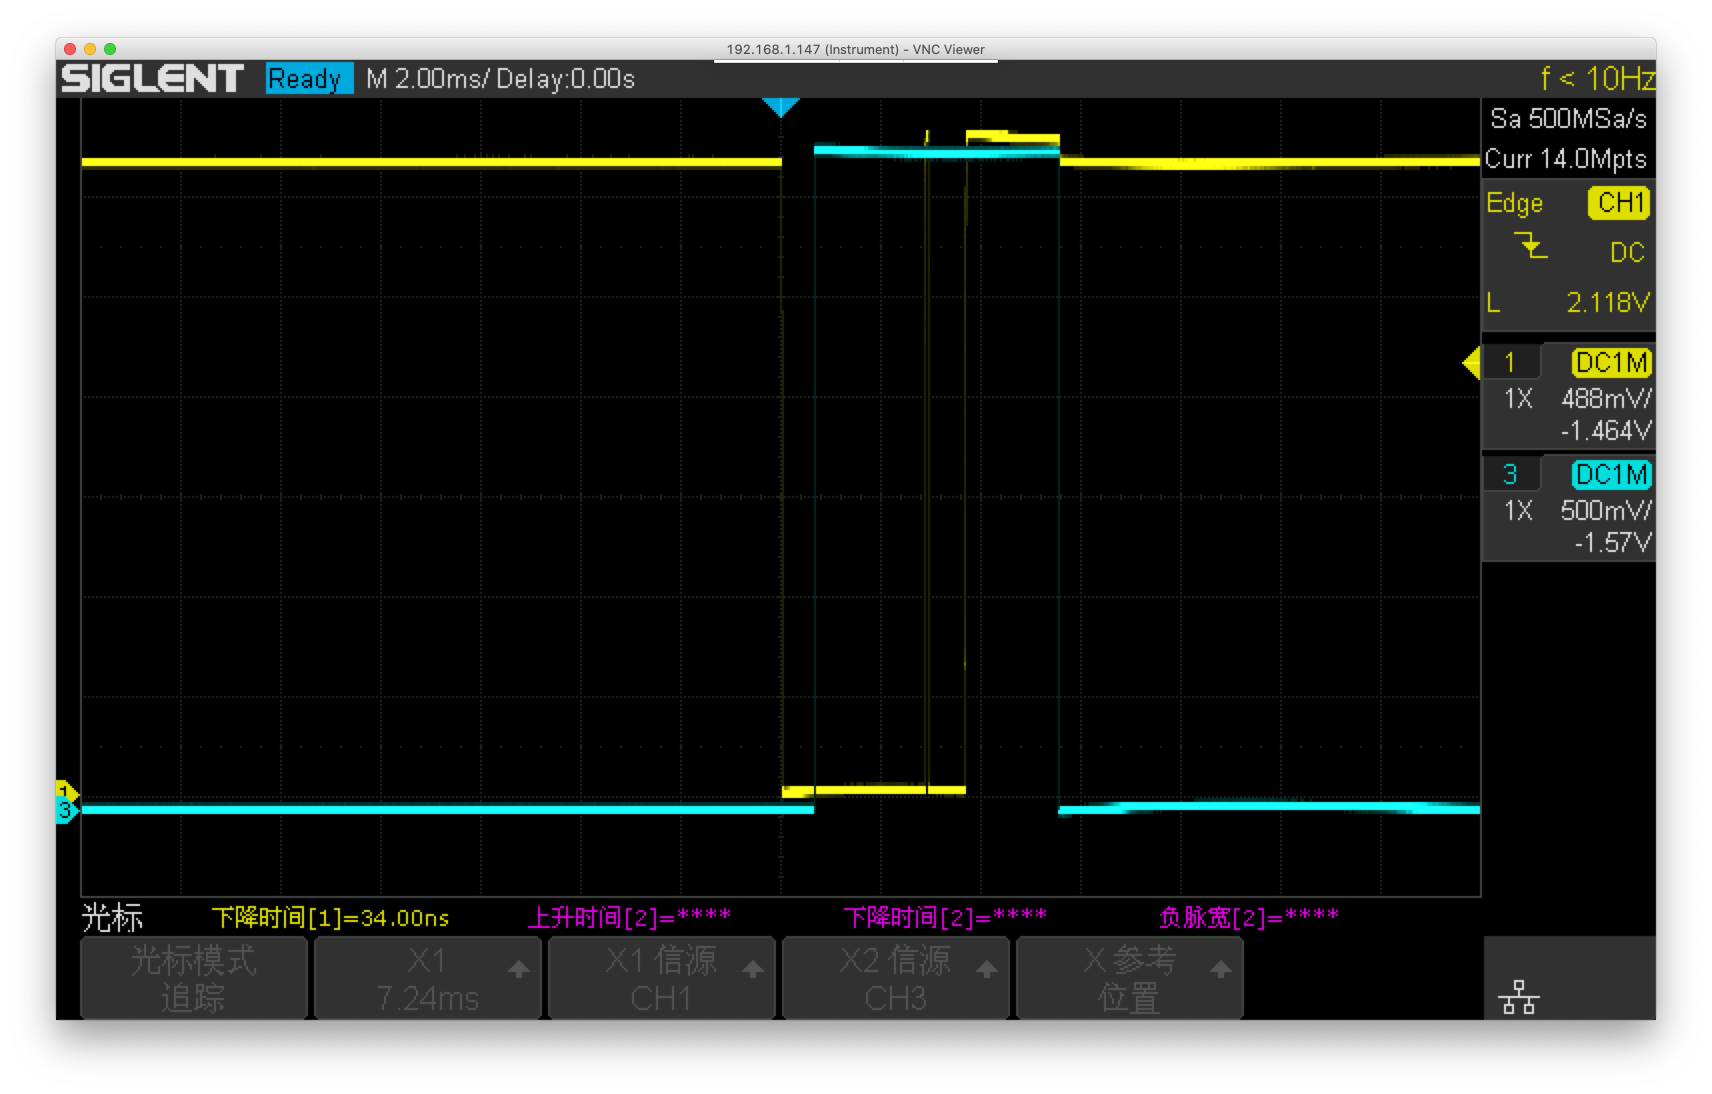 192.168.1.147 (Instrument) - VNC Viewer
SIGLENT Ready M 2.00ms/ Delay:0.00s f < 10Hz
Sa 500MSa/s
Curr 14.0Mpts
Edge CH1
DC
L 2.118V
1 DC1M
1X 488mV/
-1.464V
3 DC1M
1X 500mV/
-1.57V
1
3
光标 下降时间[1]=34.00ns 上升时间[2]=**** 下降时间[2]=**** 负脉宽[2]=****
光标模式 X1 X1 信源 X2 信源 X 参考
追踪 7.24ms CH1 CH3 位置